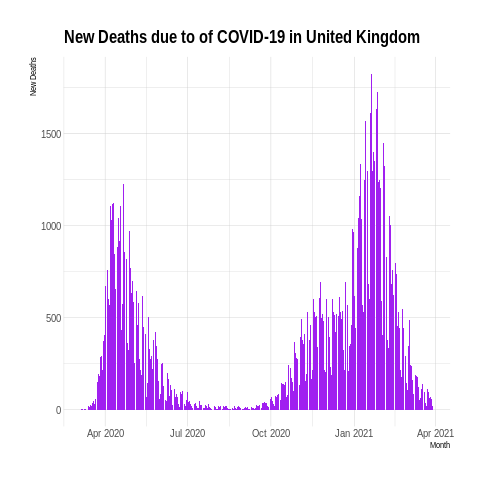 New Deaths due to of COVID-19 in United Kingdom
New Deaths
1500
1000
500
0
Apr 2020
Jul 2020
Oct 2020
Jan 2021
Apr 2021
Month